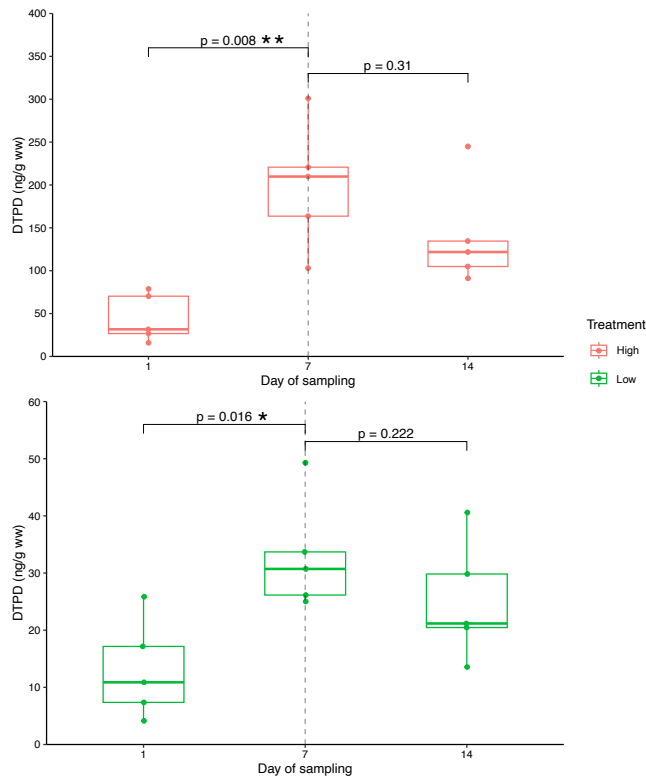 400
350
300
250
200
150
100
50
0
DTPD (ng/g ww)
p = 0.008 **
p = 0.31
1
7
14
Day of sampling
Treatment
High
Low
60
50
40
30
20
10
0
DTPD (ng/g ww)
p = 0.016 *
p = 0.222
1
7
14
Day of sampling